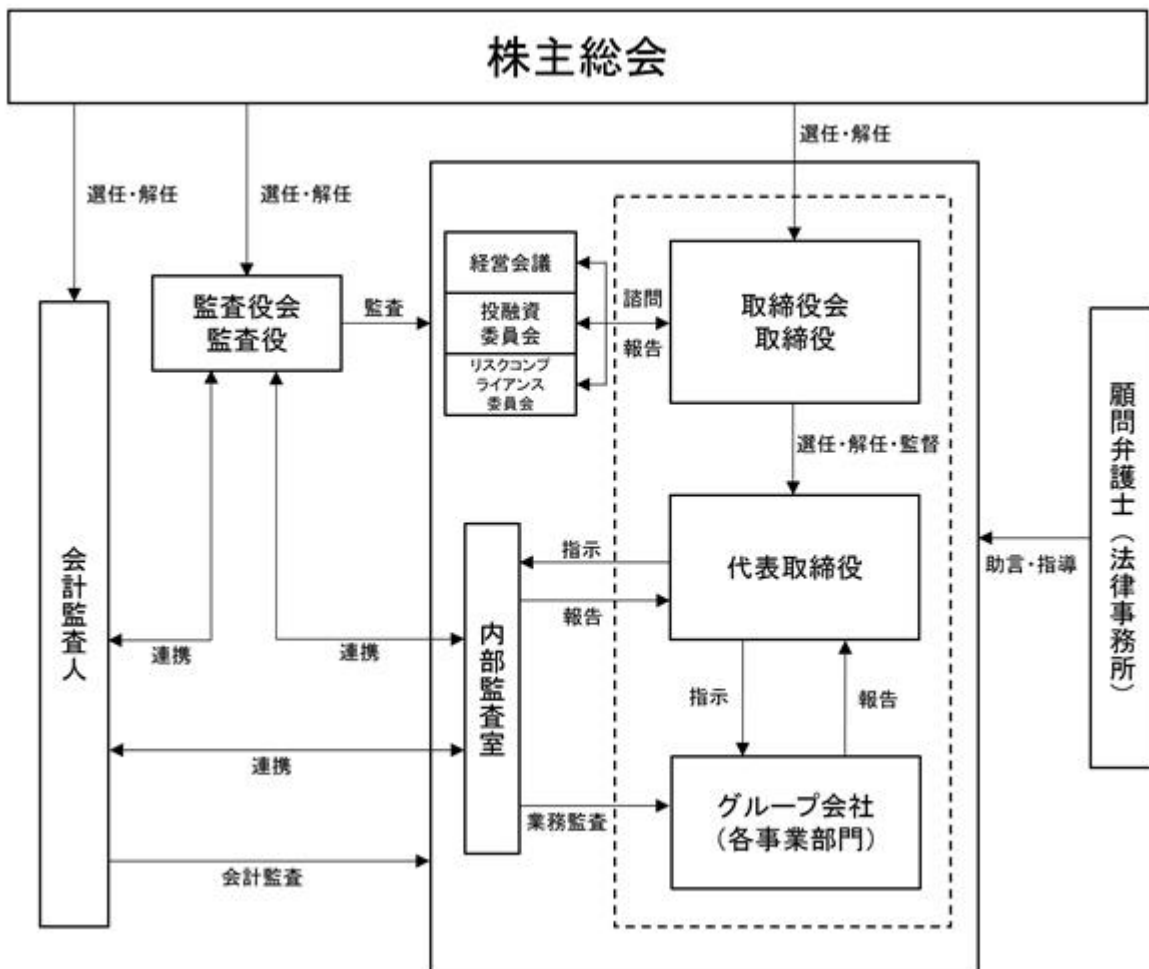 株主総会
選任・解任
選任・解任
選任・解任
経営会議
投融資
委員会
リスクコンプ
ライアンス
委員会
諮問
報告
取締役会
取締役
監査役会
監査役
監査
選任・解任・監督
顧問弁護士（法律事務所）
助言・指導
会計監査人
内部監査室
指示
報告
代表取締役
連携
連携
連携
指示
報告
業務監査
グループ会社
（各事業部門）
会計監査